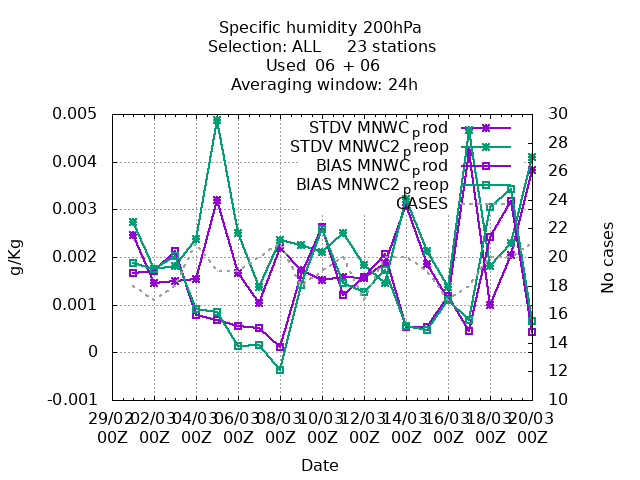 Specific humidity 200hPa
Selection: ALL 23 stations
Used 06 + 06
Averaging window: 24h
0.005
0.004
0.003
0.002
0.001
0
-0.001
g/Kg
STDV MNWC_prod
STDV MNWC2_preop
BIAS MNWC_prod
BIAS MNWC2_preop
CASES
30
28
26
24
22
20
18
16
14
12
10
No cases
29/02 02/03 04/03 06/03 08/03 10/03 12/03 14/03 16/03 18/03 20/03
00Z 00Z 00Z 00Z 00Z 00Z 00Z 00Z 00Z 00Z 00Z
Date